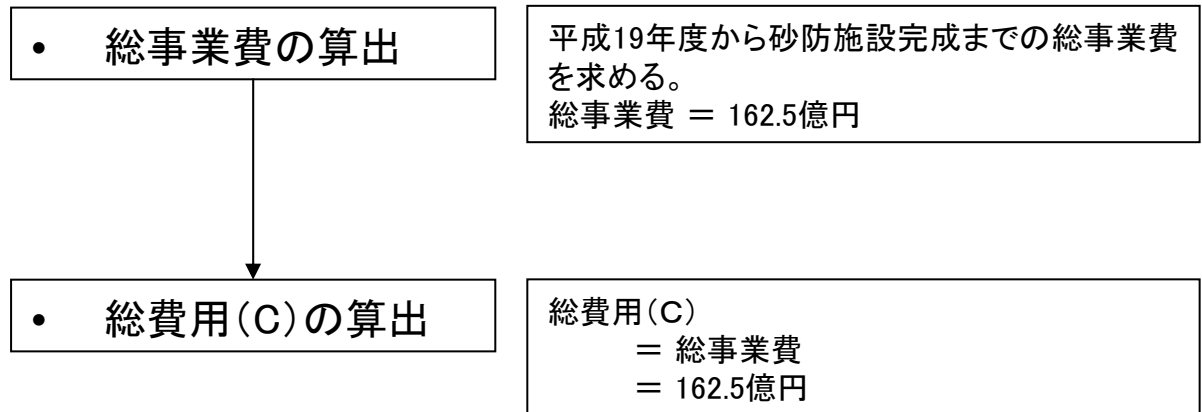 • 総事業費の算出
平成19年度から砂防施設完成までの総事業費
を求める。
総事業費 ＝ 162.5億円
• 総費用（C）の算出
総費用（C）
＝ 総事業費
＝ 162.5億円